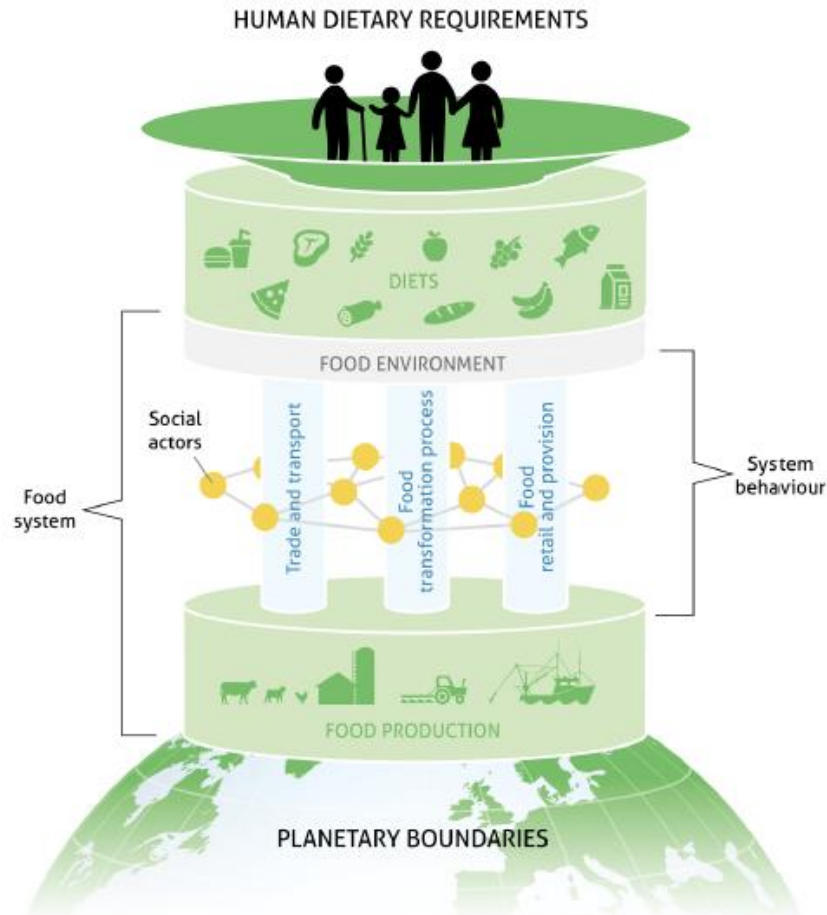 HUMAN DIETARY REQUIREMENTS
DIETS
FOOD ENVIRONMENT
Social
actors
Trade and transport
Food
transformation process
Food
retail and provision
System
behaviour
Food
system
FOOD PRODUCTION
PLANETARY BOUNDARIES